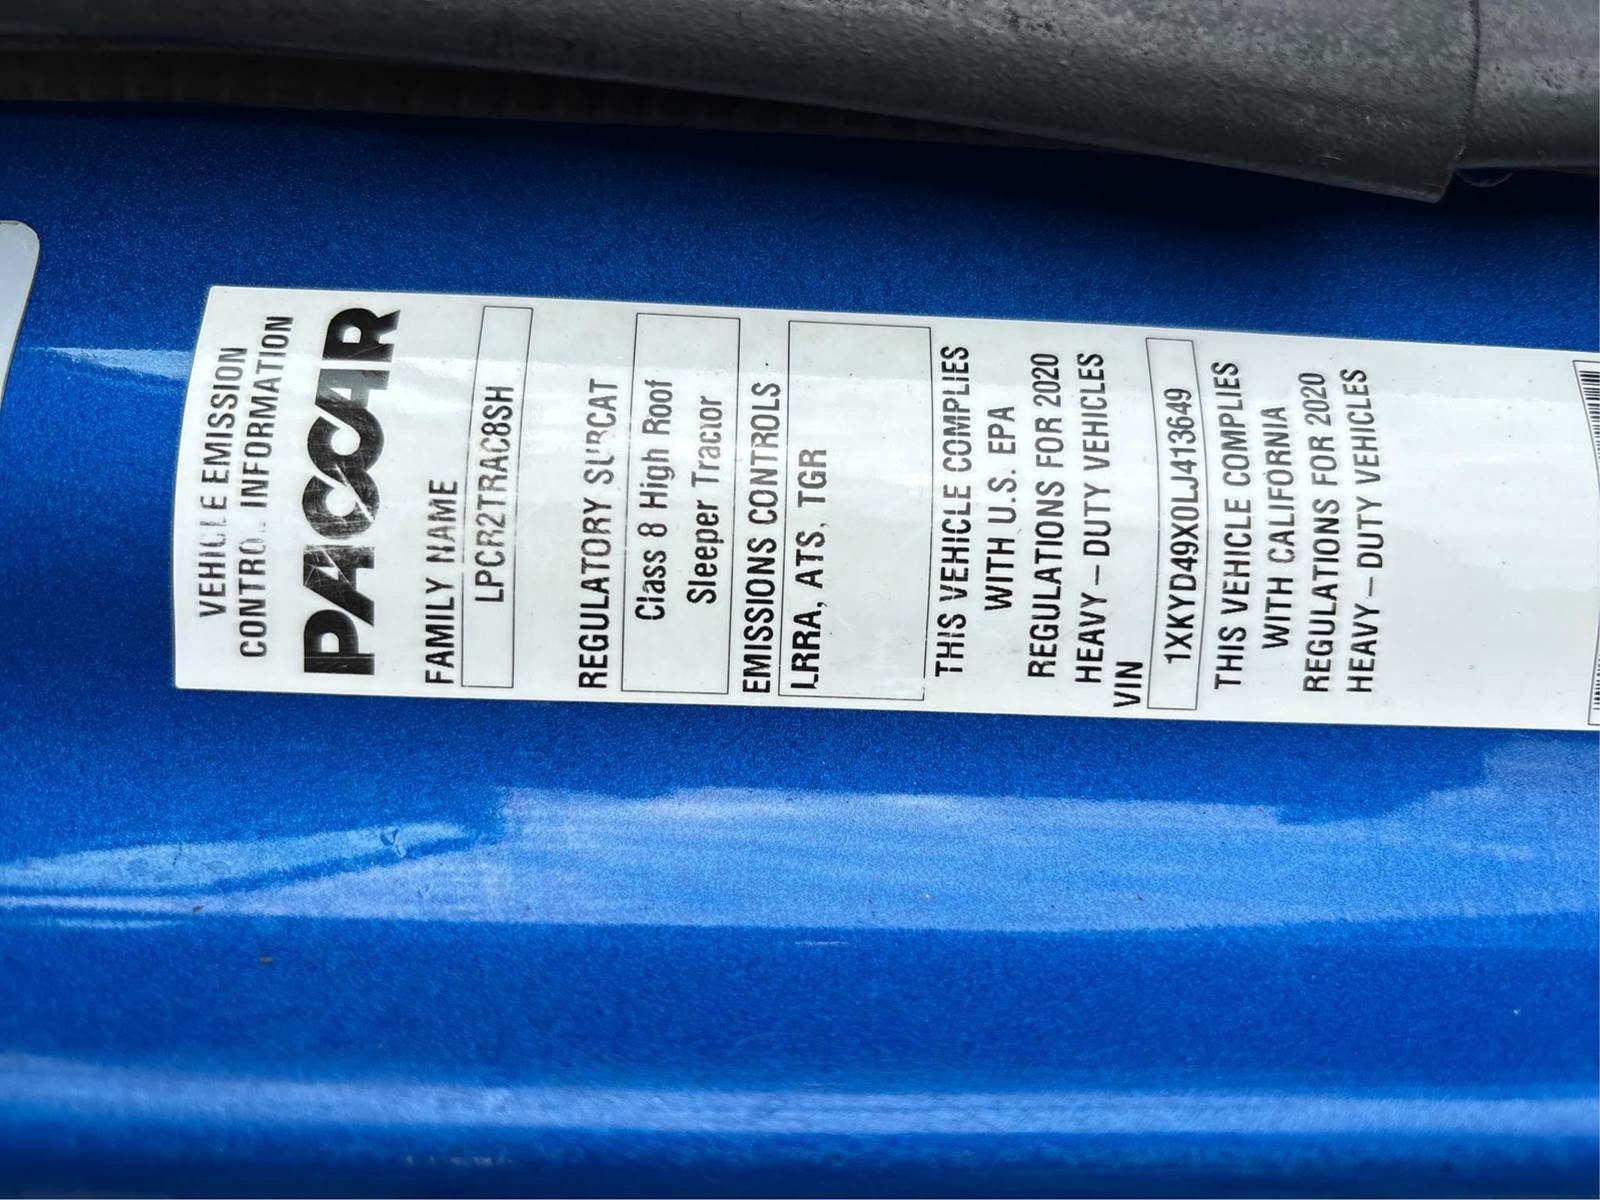 VEHICLE EMISSION
CONTROL INFORMATION
PACCAR
FAMILY NAME
LPCR2TRAC8SH
REGULATORY SUBCAT
Class 8 High Roof
Sleeper Tractor
EMISSIONS CONTROLS
LRRA, ATS, TGR
THIS VEHICLE COMPLIES
WITH U.S. EPA
REGULATIONS FOR 2020
HEAVY – DUTY VEHICLES
VIN
1XKYD49X0LJ413649
THIS VEHICLE COMPLIES
WITH CALIFORNIA
REGULATIONS FOR 2020
HEAVY – DUTY VEHICLES